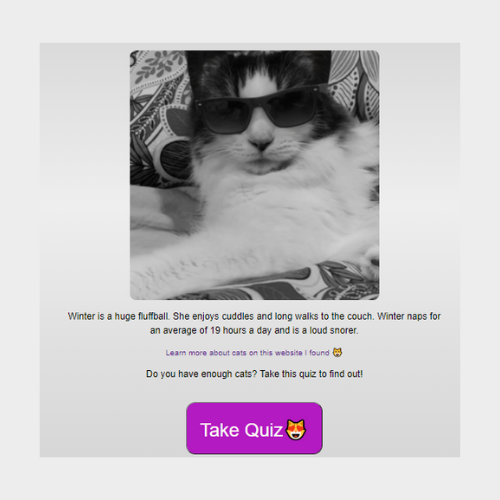 Winter is a huge fluffball. She enjoys cuddles and long walks to the couch. Winter naps for
an average of 19 hours a day and is a loud snorer.
Learn more about cats on this website I found 🐱
Do you have enough cats? Take this quiz to find out!
Take Quiz😻